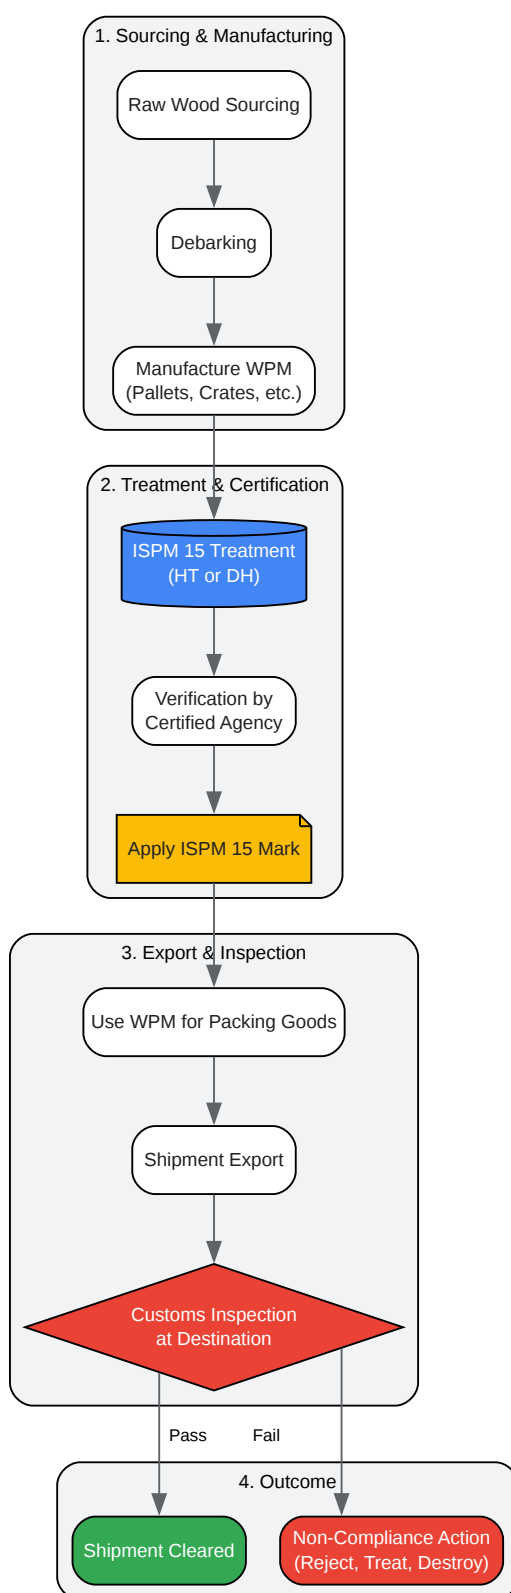 1. Sourcing & Manufacturing
Raw Wood Sourcing
Debarking
Manufacture WPM
(Pallets, Crates, etc.)
2. Treatment & Certification
ISPM 15 Treatment
(HT or DH)
Verification by
Certified Agency
Apply ISPM 15 Mark
3. Export & Inspection
Use WPM for Packing Goods
Shipment Export
Customs Inspection
at Destination
Pass
Fail
4. Outcome
Shipment Cleared
Non-Compliance Action
(Reject, Treat, Destroy)